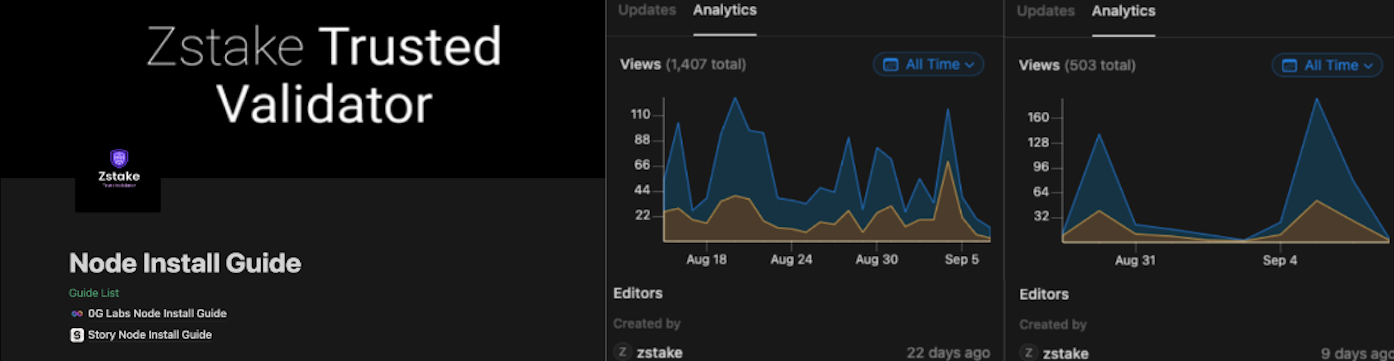 Zstake Trusted
Validator
Zstake
Node Install Guide
Guide List
0G Labs Node Install Guide
Story Node Install Guide
Updates Analytics
Views (1,407 total) All Time
110
88
66
44
22
Aug 18 Aug 24 Aug 30 Sep 5
Editors
Created by
Z zstake 22 days ago
Updates Analytics
Views (503 total) All Time
160
128
96
64
32
Aug 31 Sep 4
Editors
Created by
Z zstake 9 days ago